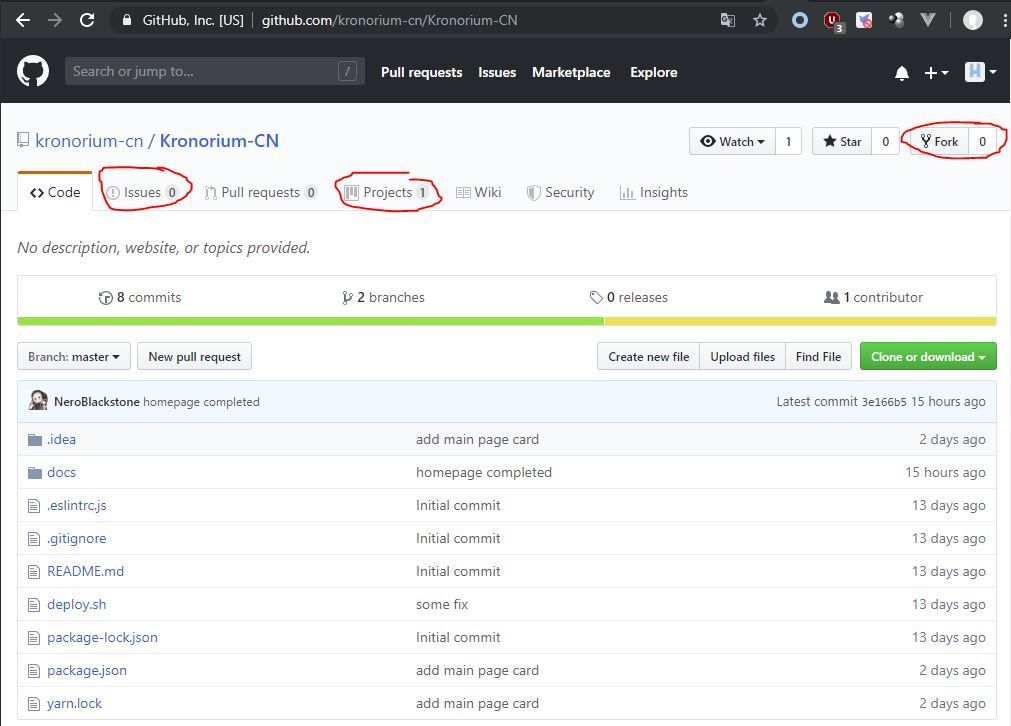 GitHub, Inc. [US] github.com/kronorium-cn/Kronorium-CN 3
Search or jump to... / Pull requests Issues Marketplace Explore
kronorium-cn / Kronorium-CN Watch 1 Star 0 Fork 0
Code Issues 0 Pull requests 0 Projects 1 Wiki Security Insights
No description, website, or topics provided.
8 commits 2 branches 0 releases 1 contributor
Branch: master New pull request Create new file Upload files Find File Clone or download
NeroBlackstone homepage completed Latest commit 3e166b5 15 hours ago
.idea add main page card 2 days ago
docs homepage completed 15 hours ago
.eslintrc.js Initial commit 13 days ago
.gitignore Initial commit 13 days ago
README.md Initial commit 13 days ago
deploy.sh some fix 13 days ago
package-lock.json Initial commit 13 days ago
package.json add main page card 2 days ago
yarn.lock add main page card 2 days ago